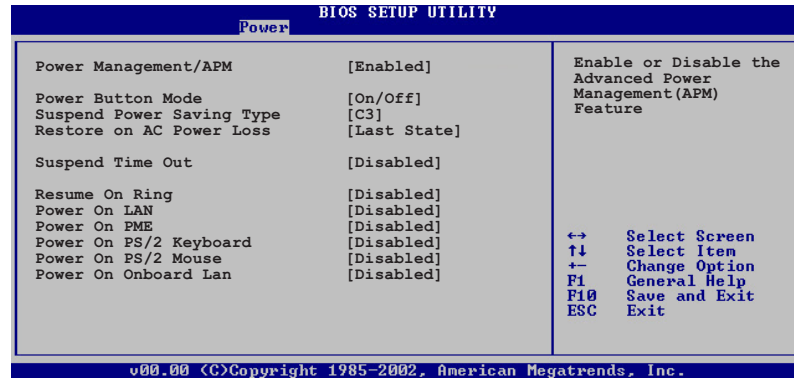 BIOS SETUP UTILITY
Power
Power Management/APM [Enabled]
Power Button Mode [On/Off]
Suspend Power Saving Type [C3]
Restore on AC Power Loss [Last State]
Suspend Time Out [Disabled]
Resume On Ring [Disabled]
Power On LAN [Disabled]
Power On PME [Disabled]
Power On PS/2 Keyboard [Disabled]
Power On PS/2 Mouse [Disabled]
Power On Onboard Lan [Disabled]
Enable or Disable the
Advanced Power
Management(APM)
Feature
←→ Select Screen
↑↓ Select Item
+- Change Option
F1 General Help
F10 Save and Exit
ESC Exit
v00.00 (C)Copyright 1985-2002, American Megatrends, Inc.